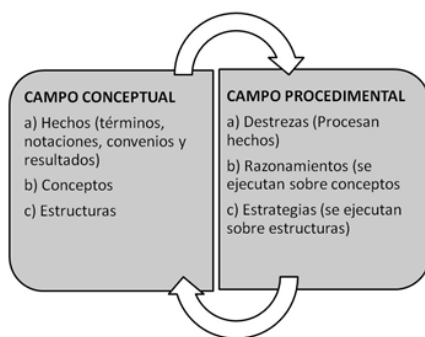 CAMPO CONCEPTUAL
a) Hechos (términos,
notaciones, convenios y
resultados)
b) Conceptos
c) Estructuras
CAMPO PROCEDIMENTAL
a) Destrezas (Procesan
hechos)
b) Razonamientos (se
ejecutan sobre conceptos
c) Estrategias (se ejecutan
sobre estructuras)